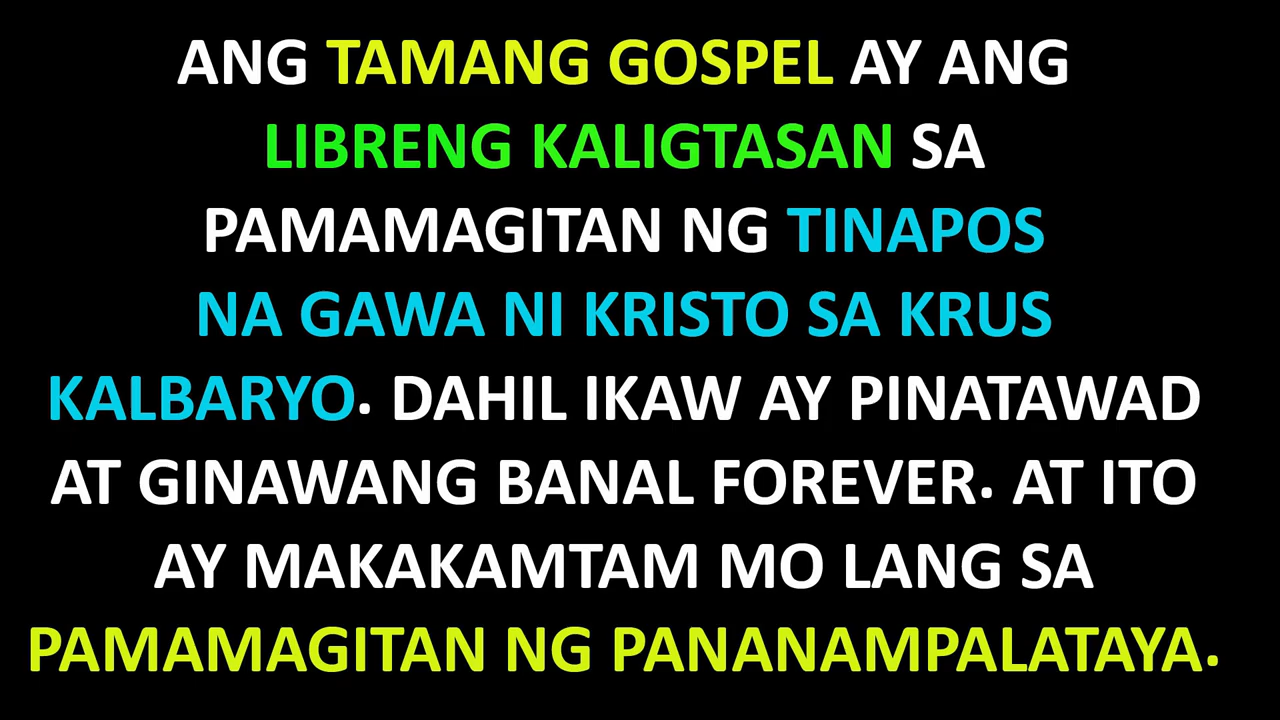 ANG TAMANG GOSPEL AY ANG
LIBRENG KALIGTASAN SA
PAMAMAGITAN NG TINAPOS
NA GAWA NI KRISTO SA KRUS
KALBARYO. DAHIL IKAW AY PINATAWAD
AT GINAWANG BANAL FOREVER. AT ITO
AY MAKAKAMTAM MO LANG SA
PAMAMAGITAN NG PANANAMPALATAYA.